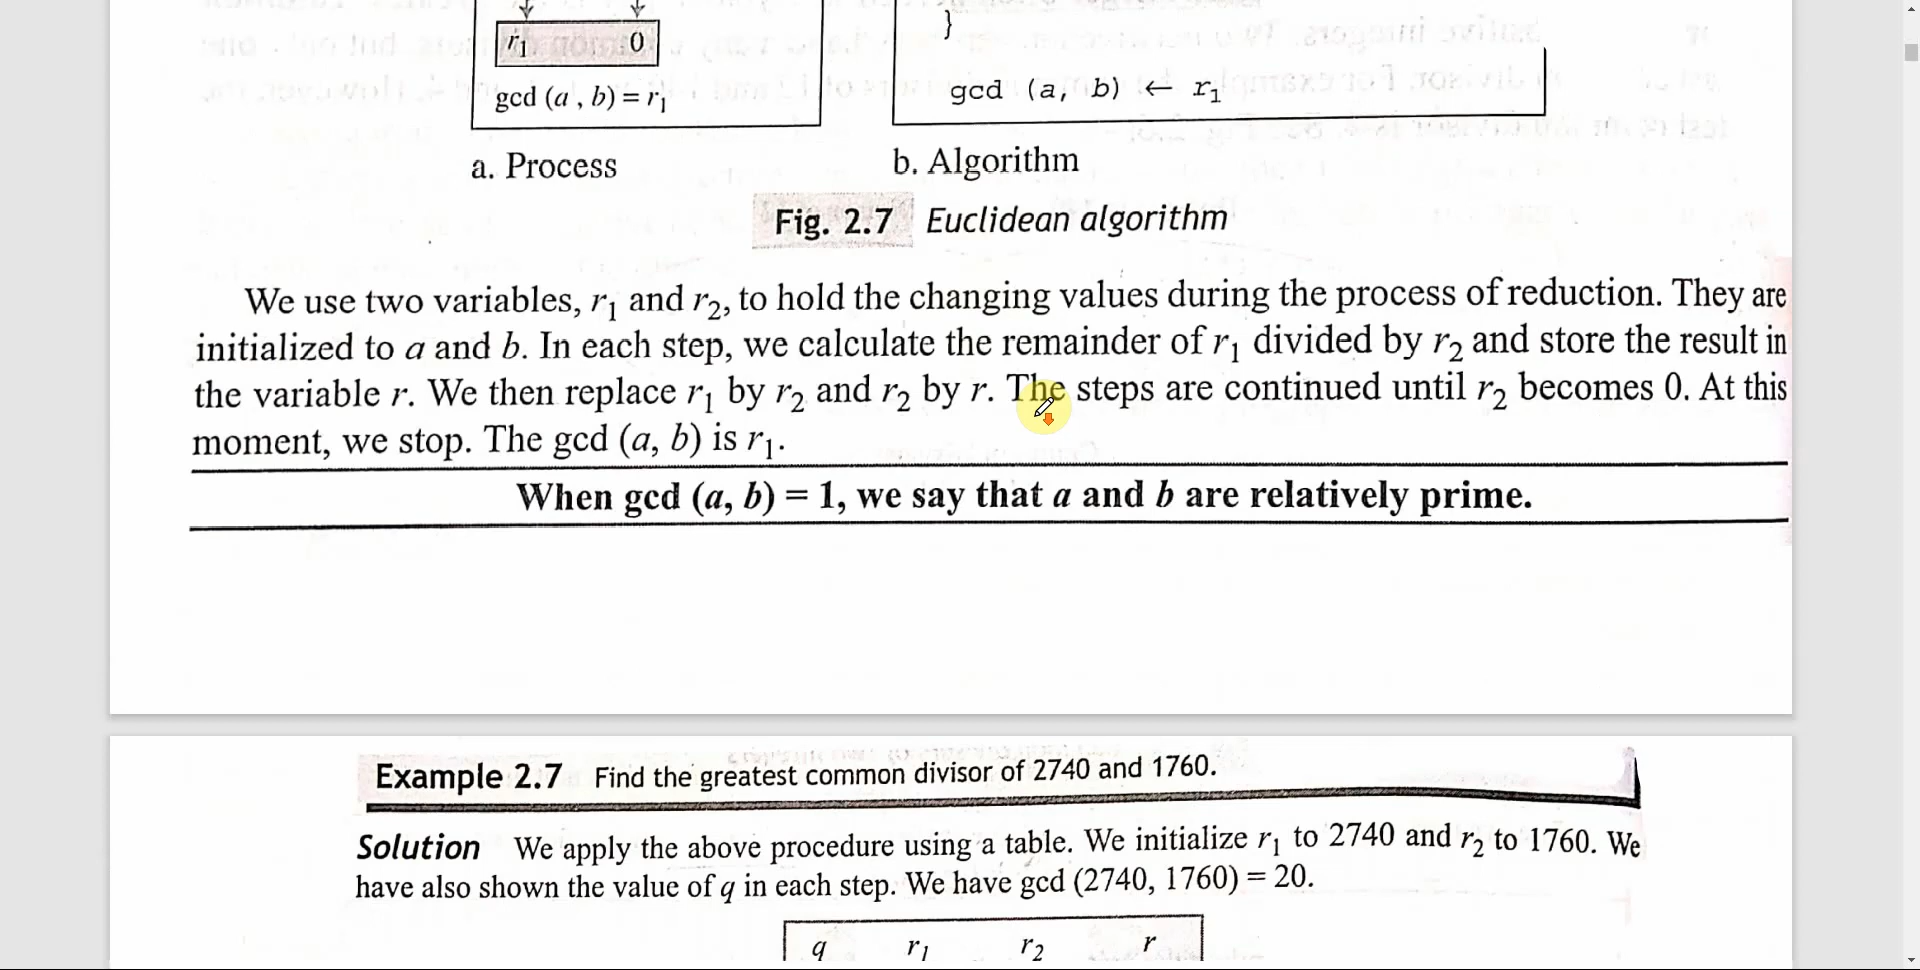 r1 0
gcd (a , b) = r1
}
gcd (a, b) ← r1
a. Process
b. Algorithm
Fig. 2.7 Euclidean algorithm
We use two variables, r1 and r2, to hold the changing values during the process of reduction. They are
initialized to a and b. In each step, we calculate the remainder of r1 divided by r2 and store the result in
the variable r. We then replace r1 by r2 and r2 by r. The steps are continued until r2 becomes 0. At this
moment, we stop. The gcd (a, b) is r1.
When gcd (a, b) = 1, we say that a and b are relatively prime.
Example 2.7 Find the greatest common divisor of 2740 and 1760.
Solution We apply the above procedure using a table. We initialize r1 to 2740 and r2 to 1760. We
have also shown the value of q in each step. We have gcd (2740, 1760) = 20.
q r1 r2 r